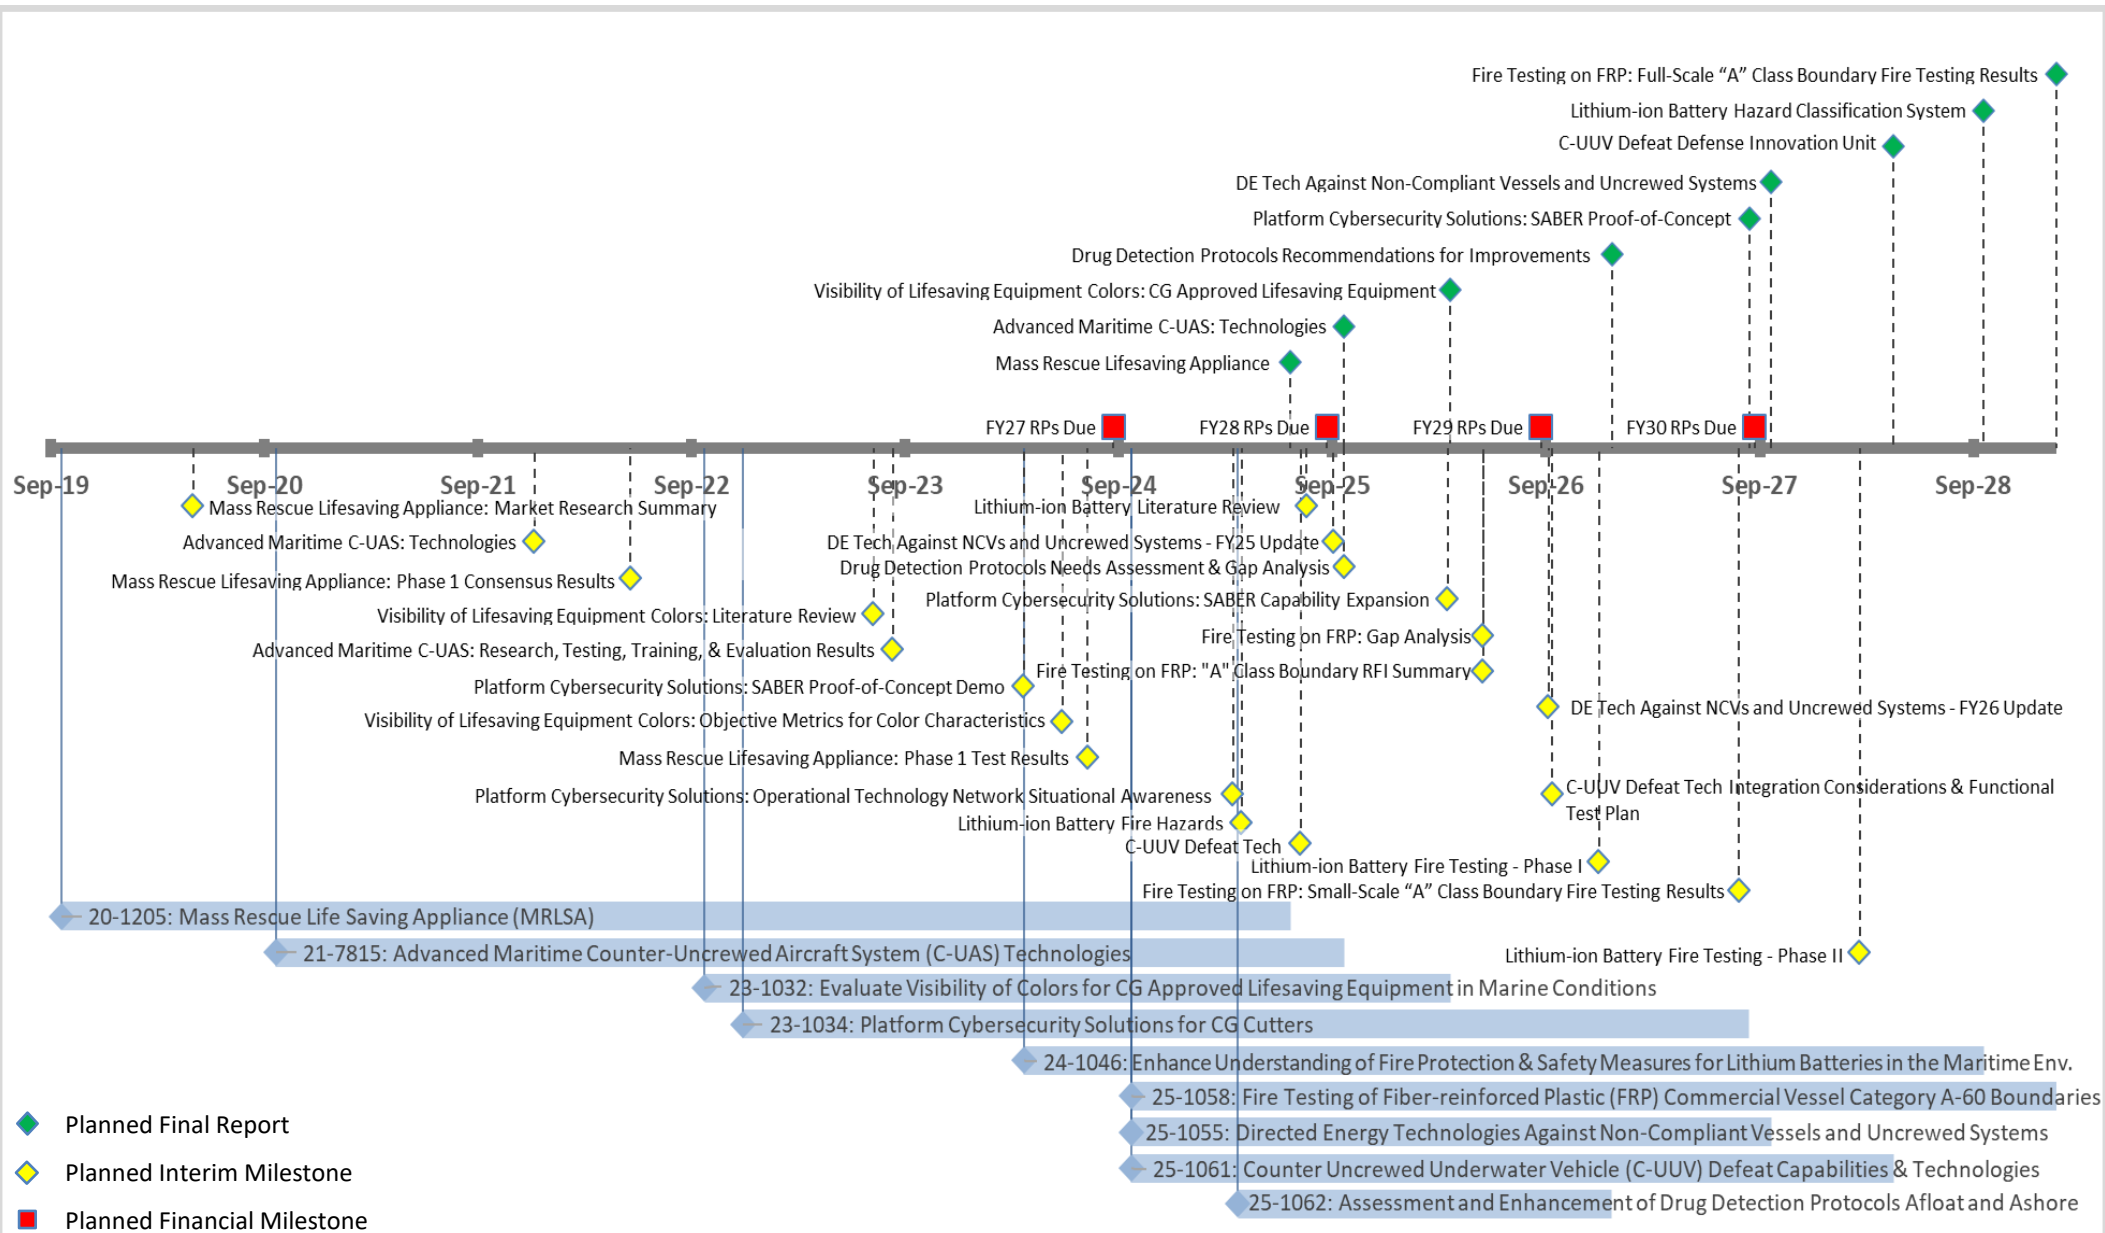 Fire Testing on FRP: Full-Scale “A” Class Boundary Fire Testing Results
Lithium-ion Battery Hazard Classification System
C-UUV Defeat Defense Innovation Unit
DE Tech Against Non-Compliant Vessels and Uncrewed Systems
Platform Cybersecurity Solutions: SABER Proof-of-Concept
Drug Detection Protocols Recommendations for Improvements
Visibility of Lifesaving Equipment Colors: CG Approved Lifesaving Equipment
Advanced Maritime C-UAS: Technologies
Mass Rescue Lifesaving Appliance
FY27 RPs Due
FY28 RPs Due
FY29 RPs Due
FY30 RPs Due
Sep-19
Sep-20
Sep-21
Sep-22
Sep-23
Sep-24
Sep-25
Sep-26
Sep-27
Sep-28
Mass Rescue Lifesaving Appliance: Market Research Summary
Lithium-ion Battery Literature Review
Advanced Maritime C-UAS: Technologies
DE Tech Against NCVs and Uncrewed Systems - FY25 Update
Drug Detection Protocols Needs Assessment & Gap Analysis
Mass Rescue Lifesaving Appliance: Phase 1 Consensus Results
Platform Cybersecurity Solutions: SABER Capability Expansion
Visibility of Lifesaving Equipment Colors: Literature Review
Fire Testing on FRP: Gap Analysis
Advanced Maritime C-UAS: Research, Testing, Training, & Evaluation Results
Fire Testing on FRP: "A" Class Boundary RFI Summary
Platform Cybersecurity Solutions: SABER Proof-of-Concept Demo
DE Tech Against NCVs and Uncrewed Systems - FY26 Update
Visibility of Lifesaving Equipment Colors: Objective Metrics for Color Characteristics
Mass Rescue Lifesaving Appliance: Phase 1 Test Results
C-UUV Defeat Tech Integration Considerations & Functional
Test Plan
Platform Cybersecurity Solutions: Operational Technology Network Situational Awareness
Lithium-ion Battery Fire Hazards
C-UUV Defeat Tech
Lithium-ion Battery Fire Testing - Phase I
Fire Testing on FRP: Small-Scale “A” Class Boundary Fire Testing Results
20-1205: Mass Rescue Life Saving Appliance (MRLSA)
21-7815: Advanced Maritime Counter-Uncrewed Aircraft System (C-UAS) Technologies
Lithium-ion Battery Fire Testing - Phase II
23-1032: Evaluate Visibility of Colors for CG Approved Lifesaving Equipment in Marine Conditions
23-1034: Platform Cybersecurity Solutions for CG Cutters
24-1046: Enhance Understanding of Fire Protection & Safety Measures for Lithium Batteries in the Maritime Env.
25-1058: Fire Testing of Fiber-reinforced Plastic (FRP) Commercial Vessel Category A-60 Boundaries
25-1055: Directed Energy Technologies Against Non-Compliant Vessels and Uncrewed Systems
25-1061: Counter Uncrewed Underwater Vehicle (C-UUV) Defeat Capabilities & Technologies
25-1062: Assessment and Enhancement of Drug Detection Protocols Afloat and Ashore
Planned Final Report
Planned Interim Milestone
Planned Financial Milestone